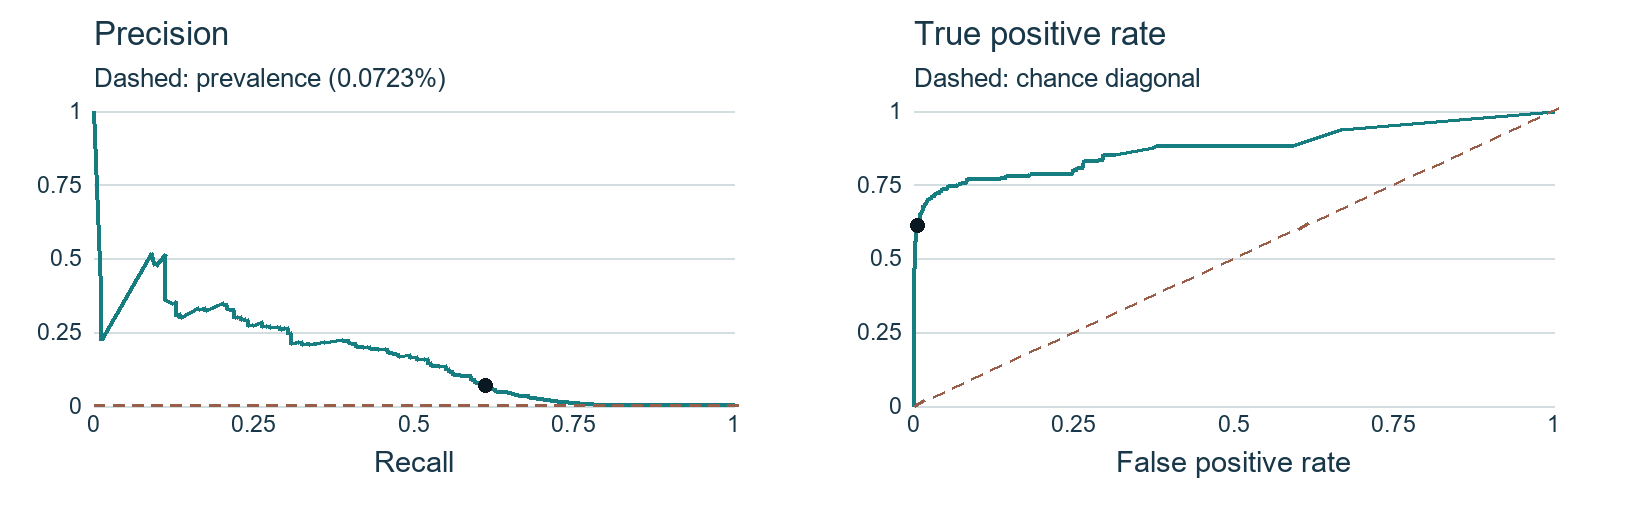 Precision
Dashed: prevalence (0.0723%)
1
0.75
0.5
0.25
0
0 0.25 0.5 0.75 1
Recall
True positive rate
Dashed: chance diagonal
1
0.75
0.5
0.25
0
0 0.25 0.5 0.75 1
False positive rate